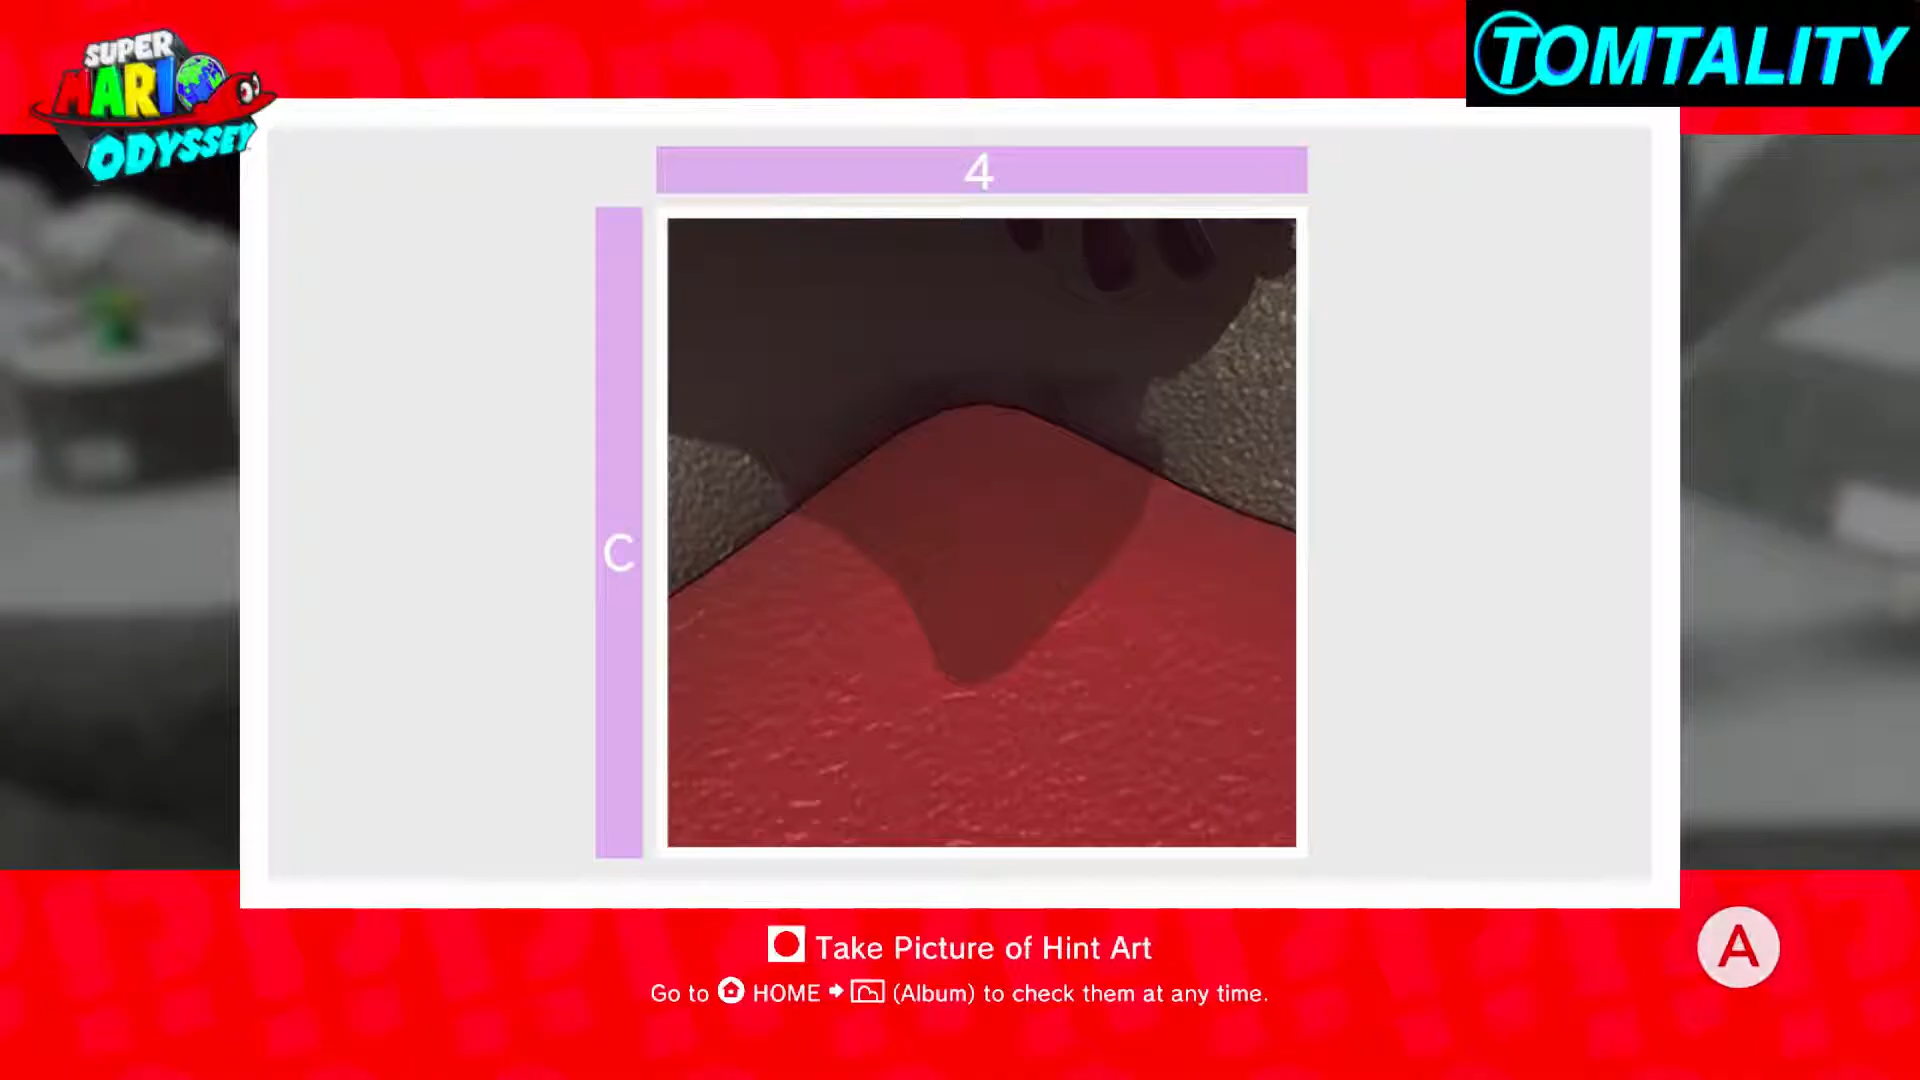 SUPER
MARIO
ODYSSEY
TOMTALITY
4
C
Take Picture of Hint Art
A
Go to HOME (Album) to check them at any time.